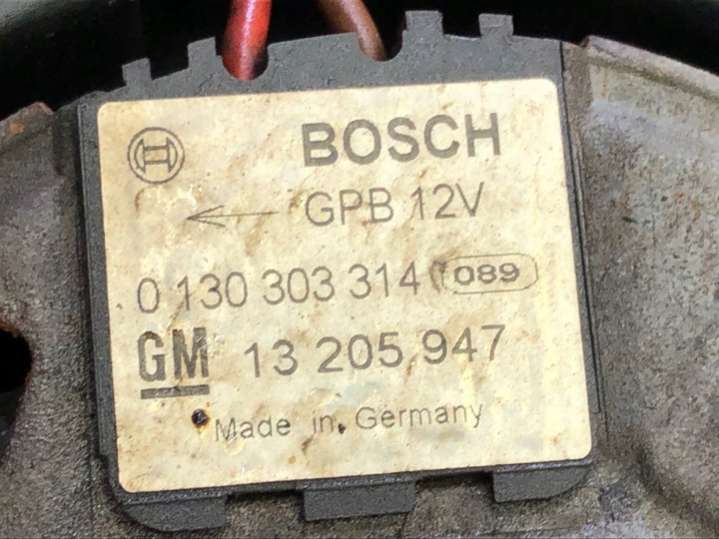 BOSCH
GPB 12V
0 130 303 314 089
GM 13 205 947
Made in Germany